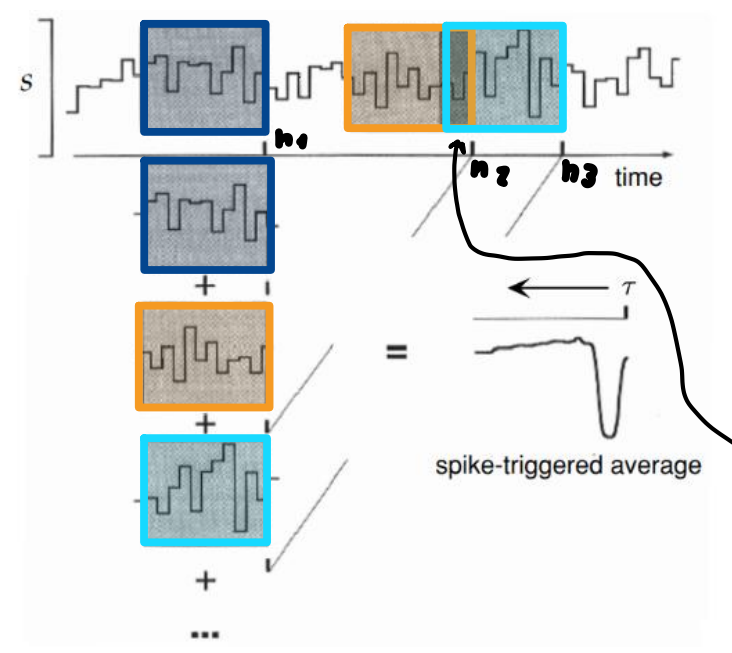 s
n1
n2
n3
time
+
τ
=
+
spike-triggered average
+
...